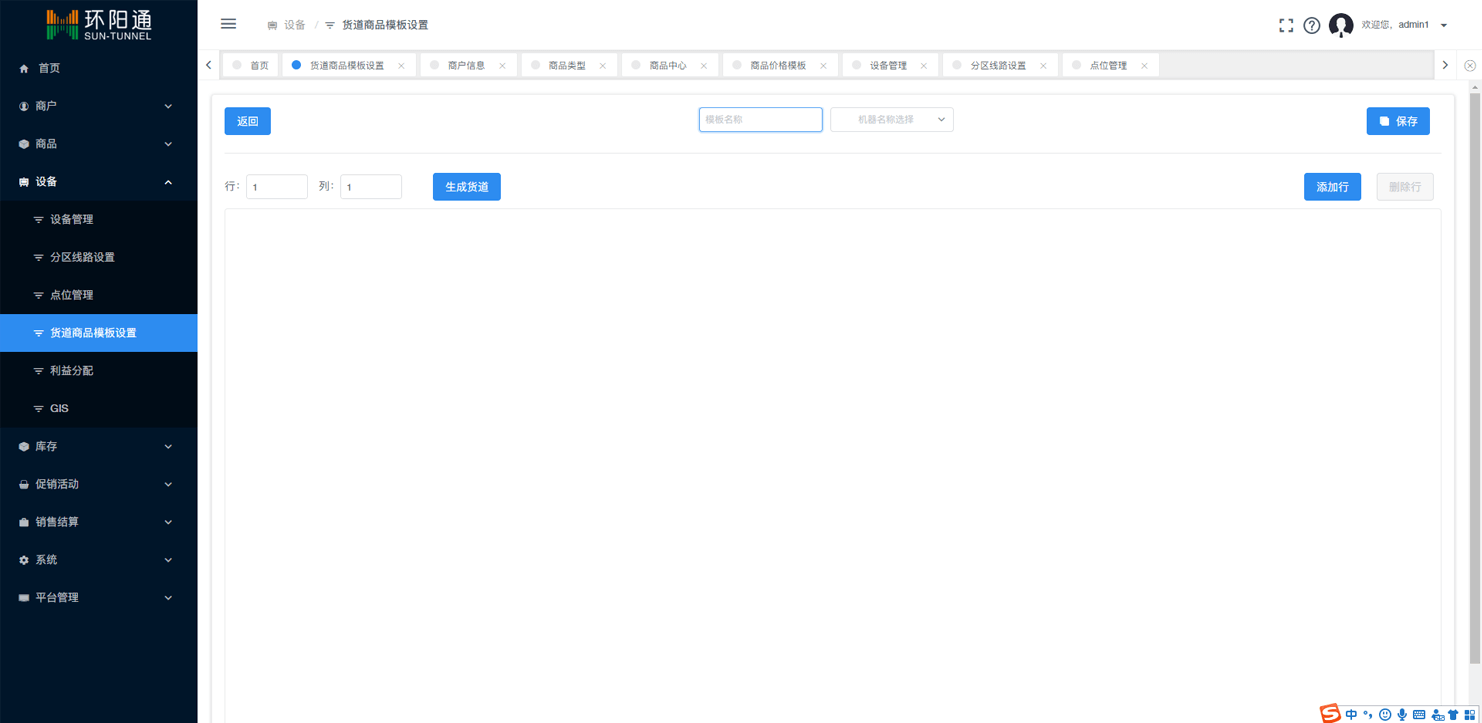 环阳通
SUN-TUNNEL
首页
商户
商品
设备
设备管理
分区线路设置
点位管理
货道商品模板设置
利益分配
GIS
库存
促销活动
销售结算
系统
平台管理
设备 / 货道商品模板设置
欢迎您, admin1
首页 货道商品模板设置 商户信息 商品类型 商品中心 商品价格模板 设备管理 分区线路设置 点位管理
返回 模板名称 机器名称选择 保存
行: 1 列: 1 生成货道 添加行 删除行
中